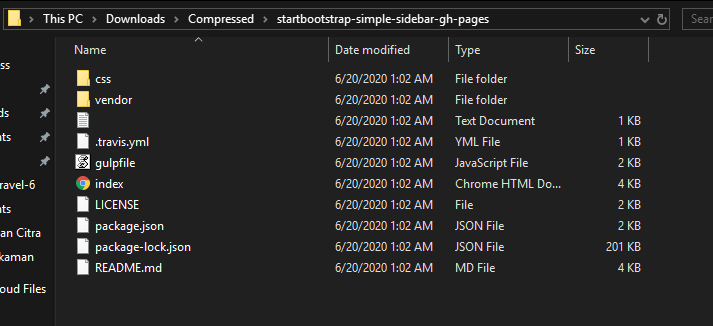 This PC > Downloads > Compressed > startbootstrap-simple-sidebar-gh-pages
Sear
Name Date modified Type Size
css 6/20/2020 1:02 AM File folder
vendor 6/20/2020 1:02 AM File folder
6/20/2020 1:02 AM Text Document 1 KB
.travis.yml 6/20/2020 1:02 AM YML File 1 KB
gulpfile 6/20/2020 1:02 AM JavaScript File 2 KB
index 6/20/2020 1:02 AM Chrome HTML Do... 4 KB
LICENSE 6/20/2020 1:02 AM File 2 KB
package.json 6/20/2020 1:02 AM JSON File 2 KB
package-lock.json 6/20/2020 1:02 AM JSON File 201 KB
README.md 6/20/2020 1:02 AM MD File 4 KB
ss
ds
nts
ravel-6
nts
an Citra
kaman
oud Files